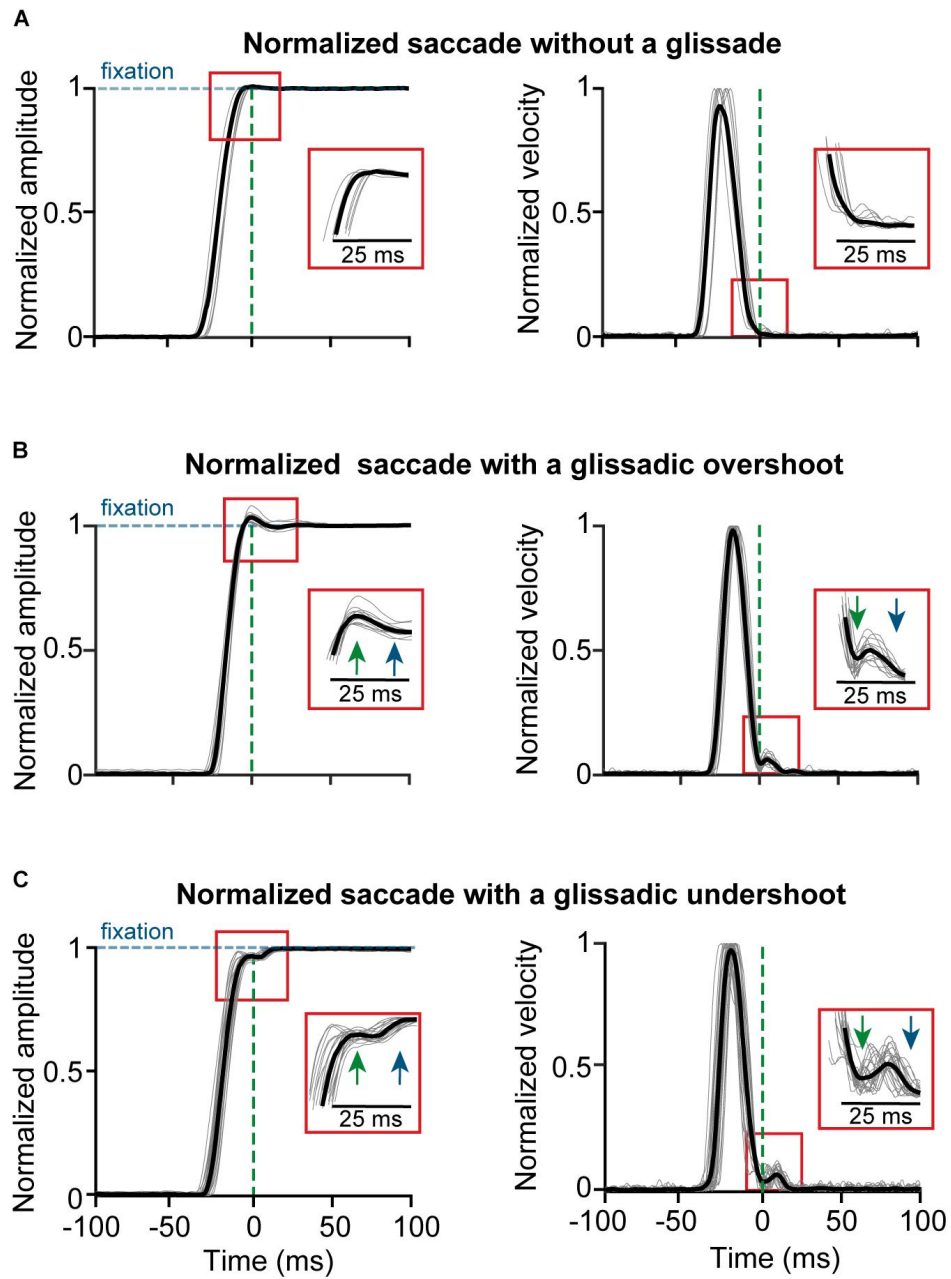 A
Normalized saccade without a glissade
fixation
1
0.5
0
Normalized amplitude
25 ms
1
0.5
0
Normalized velocity
25 ms
B
Normalized  saccade with a glissadic overshoot
fixation
1
0.5
0
Normalized amplitude
25 ms
1
0.5
0
Normalized velocity
25 ms
C
Normalized saccade with a glissadic undershoot
fixation
1
0.5
0
Normalized amplitude
25 ms
-100 -50 0 50 100
Time (ms)
1
0.5
0
Normalized velocity
25 ms
-100 -50 0 50 100
Time (ms)